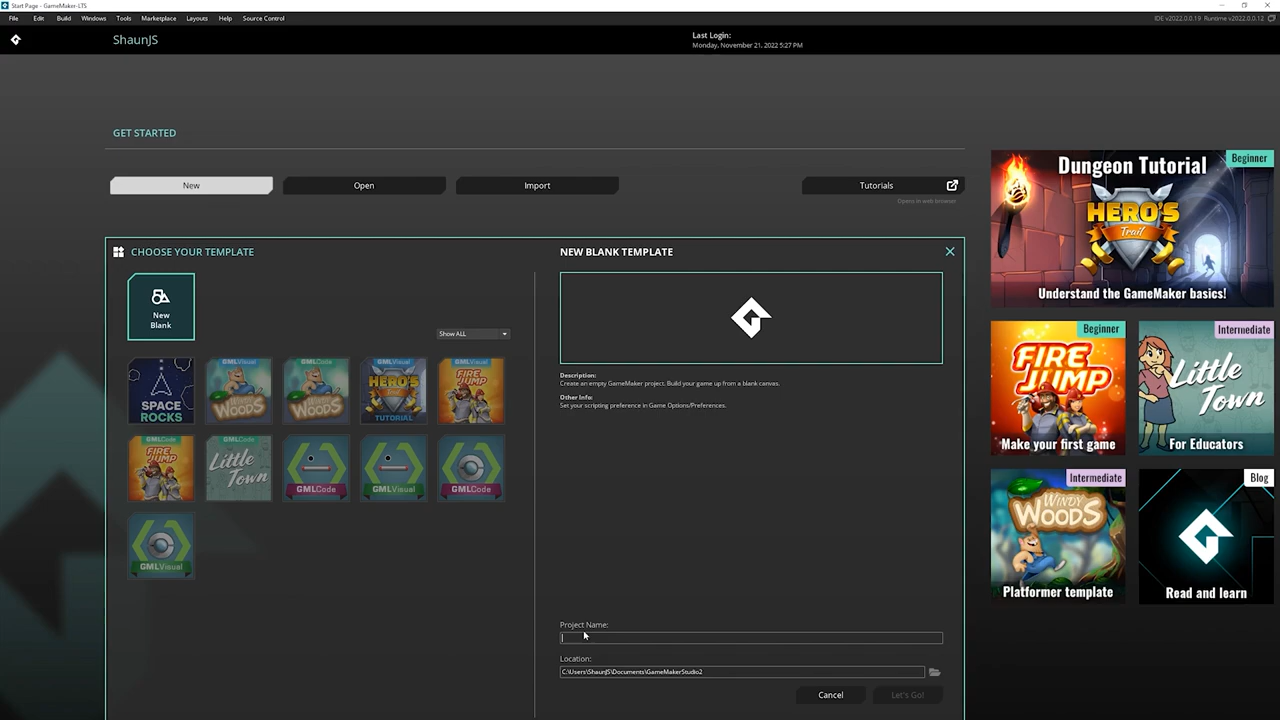 Start Page - GameMaker-LTS
File Edit Build Windows Tools Marketplace Layouts Help Source Control
IDE v2022.0.0.19 Runtime v2022.0.0.12
ShaunJS
Last Login:
Monday, November 21, 2022 5:27 PM
GET STARTED
New Open Import Tutorials
Opens in web browser
CHOOSE YOUR TEMPLATE
New
Blank
Show ALL
SPACE
ROCKS
GMLVisual
WINDY
WOODS
GMLCode
WINDY
WOODS
GMLVisual
HERO'S
Trail
TUTORIAL
GMLVisual
FIRE
JUMP
GMLCode
FIRE
JUMP
GMLCode
Little
Town
GMLCode
GMLVisual
GMLCode
GMLVisual
NEW BLANK TEMPLATE
Description:
Create an empty GameMaker project. Build your game up from a blank canvas.
Other Info:
Set your scripting preference in Game Options/Preferences.
Project Name:
Location:
C:\Users\ShaunJS\Documents\GameMakerStudio2
Cancel Let's Go!
Beginner
Dungeon Tutorial
HERO'S
Trail
Understand the GameMaker basics!
Beginner
FIRE
JUMP
Make your first game
Intermediate
Little
Town
For Educators
Intermediate
WINDY
WOODS
Platformer template
Blog
Read and learn